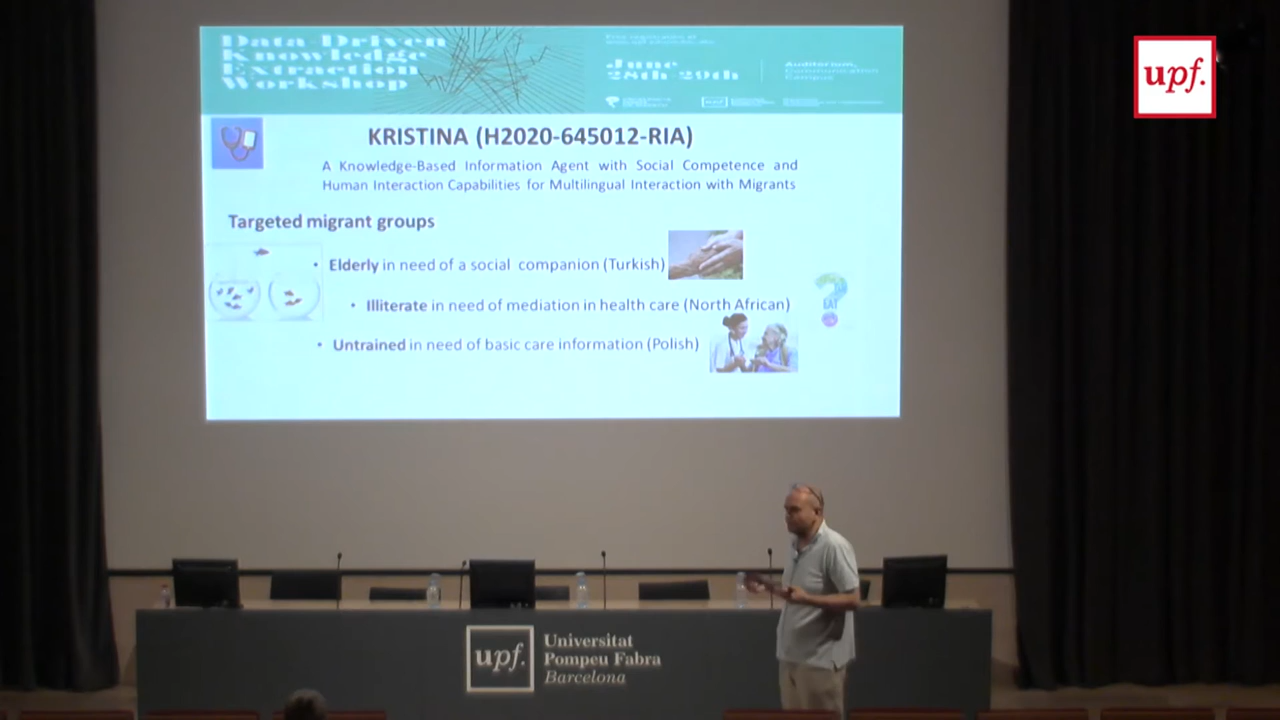 Data Driven
Knowledge
Extraction
Workshop
June
28th 29th
Auditorium,
Communication
Campus
upf.
KRISTINA (H2020-645012-RIA)
A Knowledge-Based Information Agent with Social Competence and
Human Interaction Capabilities for Multilingual Interaction with Migrants
Targeted migrant groups
• Elderly in need of a social companion (Turkish)
• Illiterate in need of mediation in health care (North African)
• Untrained in need of basic care information (Polish)
upf.
Universitat
Pompeu Fabra
Barcelona